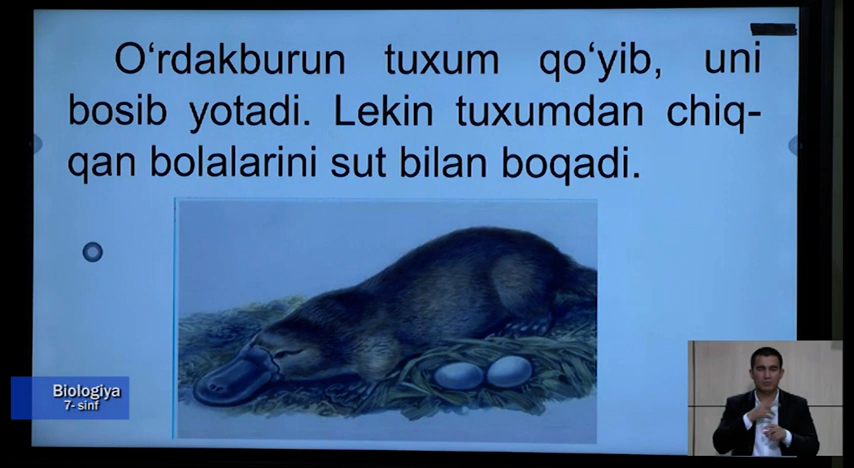 O‘rdakburun tuxum qo‘yib, uni
bosib yotadi. Lekin tuxumdan chiq-
qan bolalarini sut bilan boqadi.
Biologiya
7- sinf